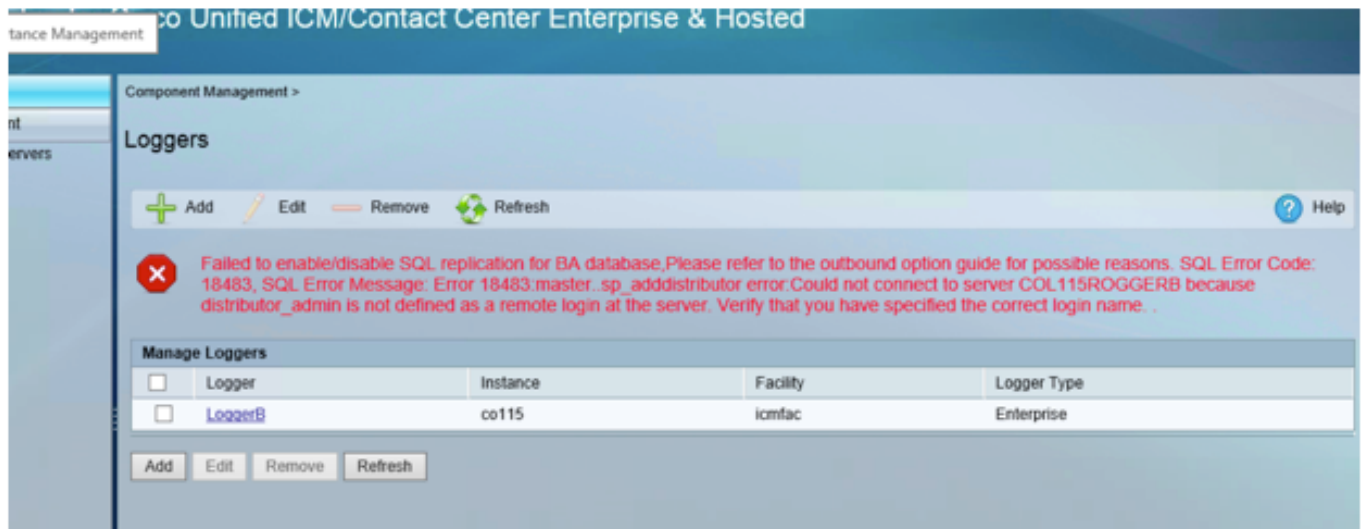 co Unified ICM/Contact Center Enterprise & Hosted
tance Management
Component Management >
nt
ervers
Loggers
Add Edit Remove Refresh Help
Failed to enable/disable SQL replication for BA database,Please refer to the outbound option guide for possible reasons. SQL Error Code:
18483, SQL Error Message: Error 18483:master..sp_adddistributor error:Could not connect to server COL115ROGGERB because
distributor_admin is not defined as a remote login at the server. Verify that you have specified the correct login name. .
Manage Loggers
Logger Instance Facility Logger Type
LoggerB co115 icmfac Enterprise
Add Edit Remove Refresh